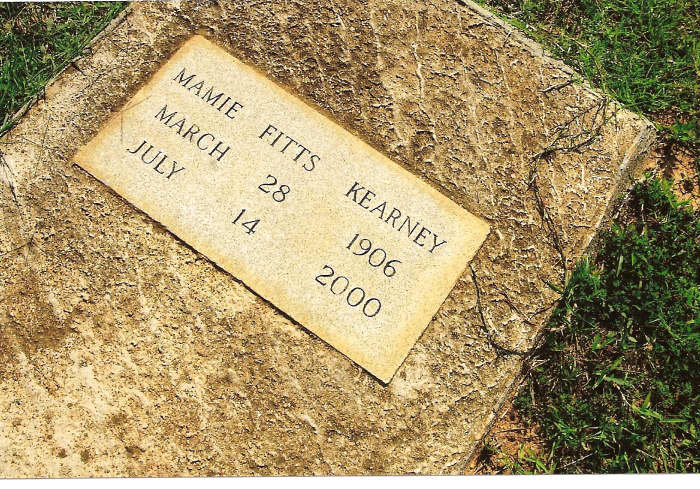 MAMIE FITTS KEARNEY
MARCH 28 1906
JULY 14 2000